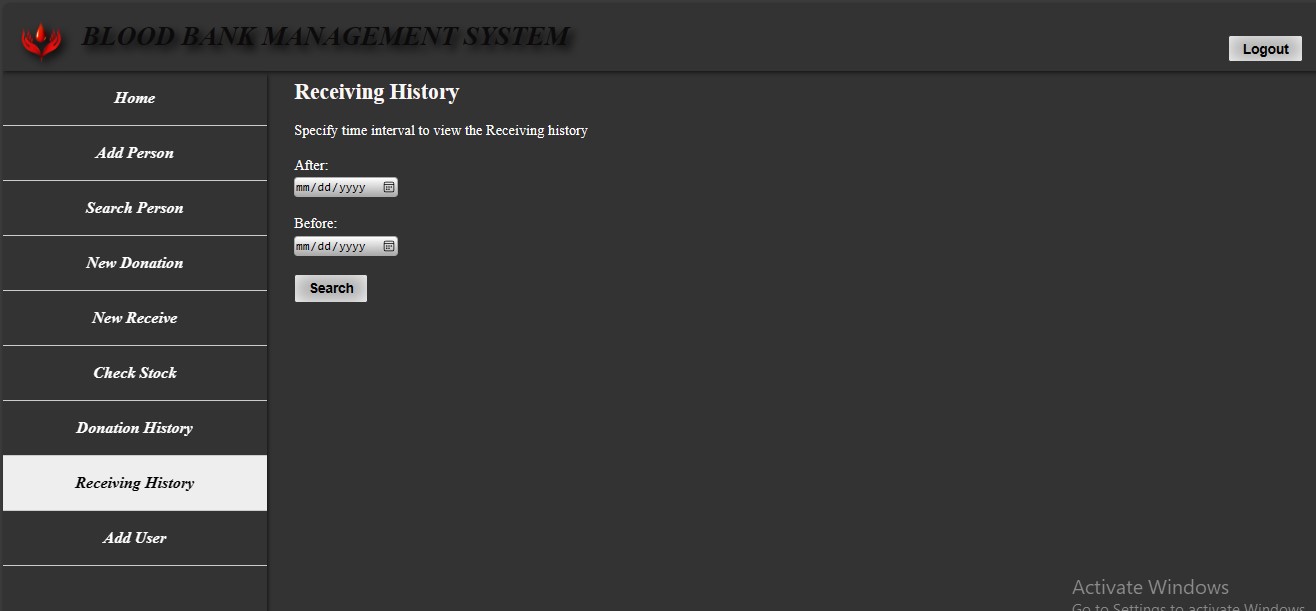 BLOOD BANK MANAGEMENT SYSTEM
Logout
Home
Add Person
Search Person
New Donation
New Receive
Check Stock
Donation History
Receiving History
Add User
Receiving History
Specify time interval to view the Receiving history
After:
mm/dd/yyyy
Before:
mm/dd/yyyy
Search
Activate Windows
Go to Settings to activate Windows.